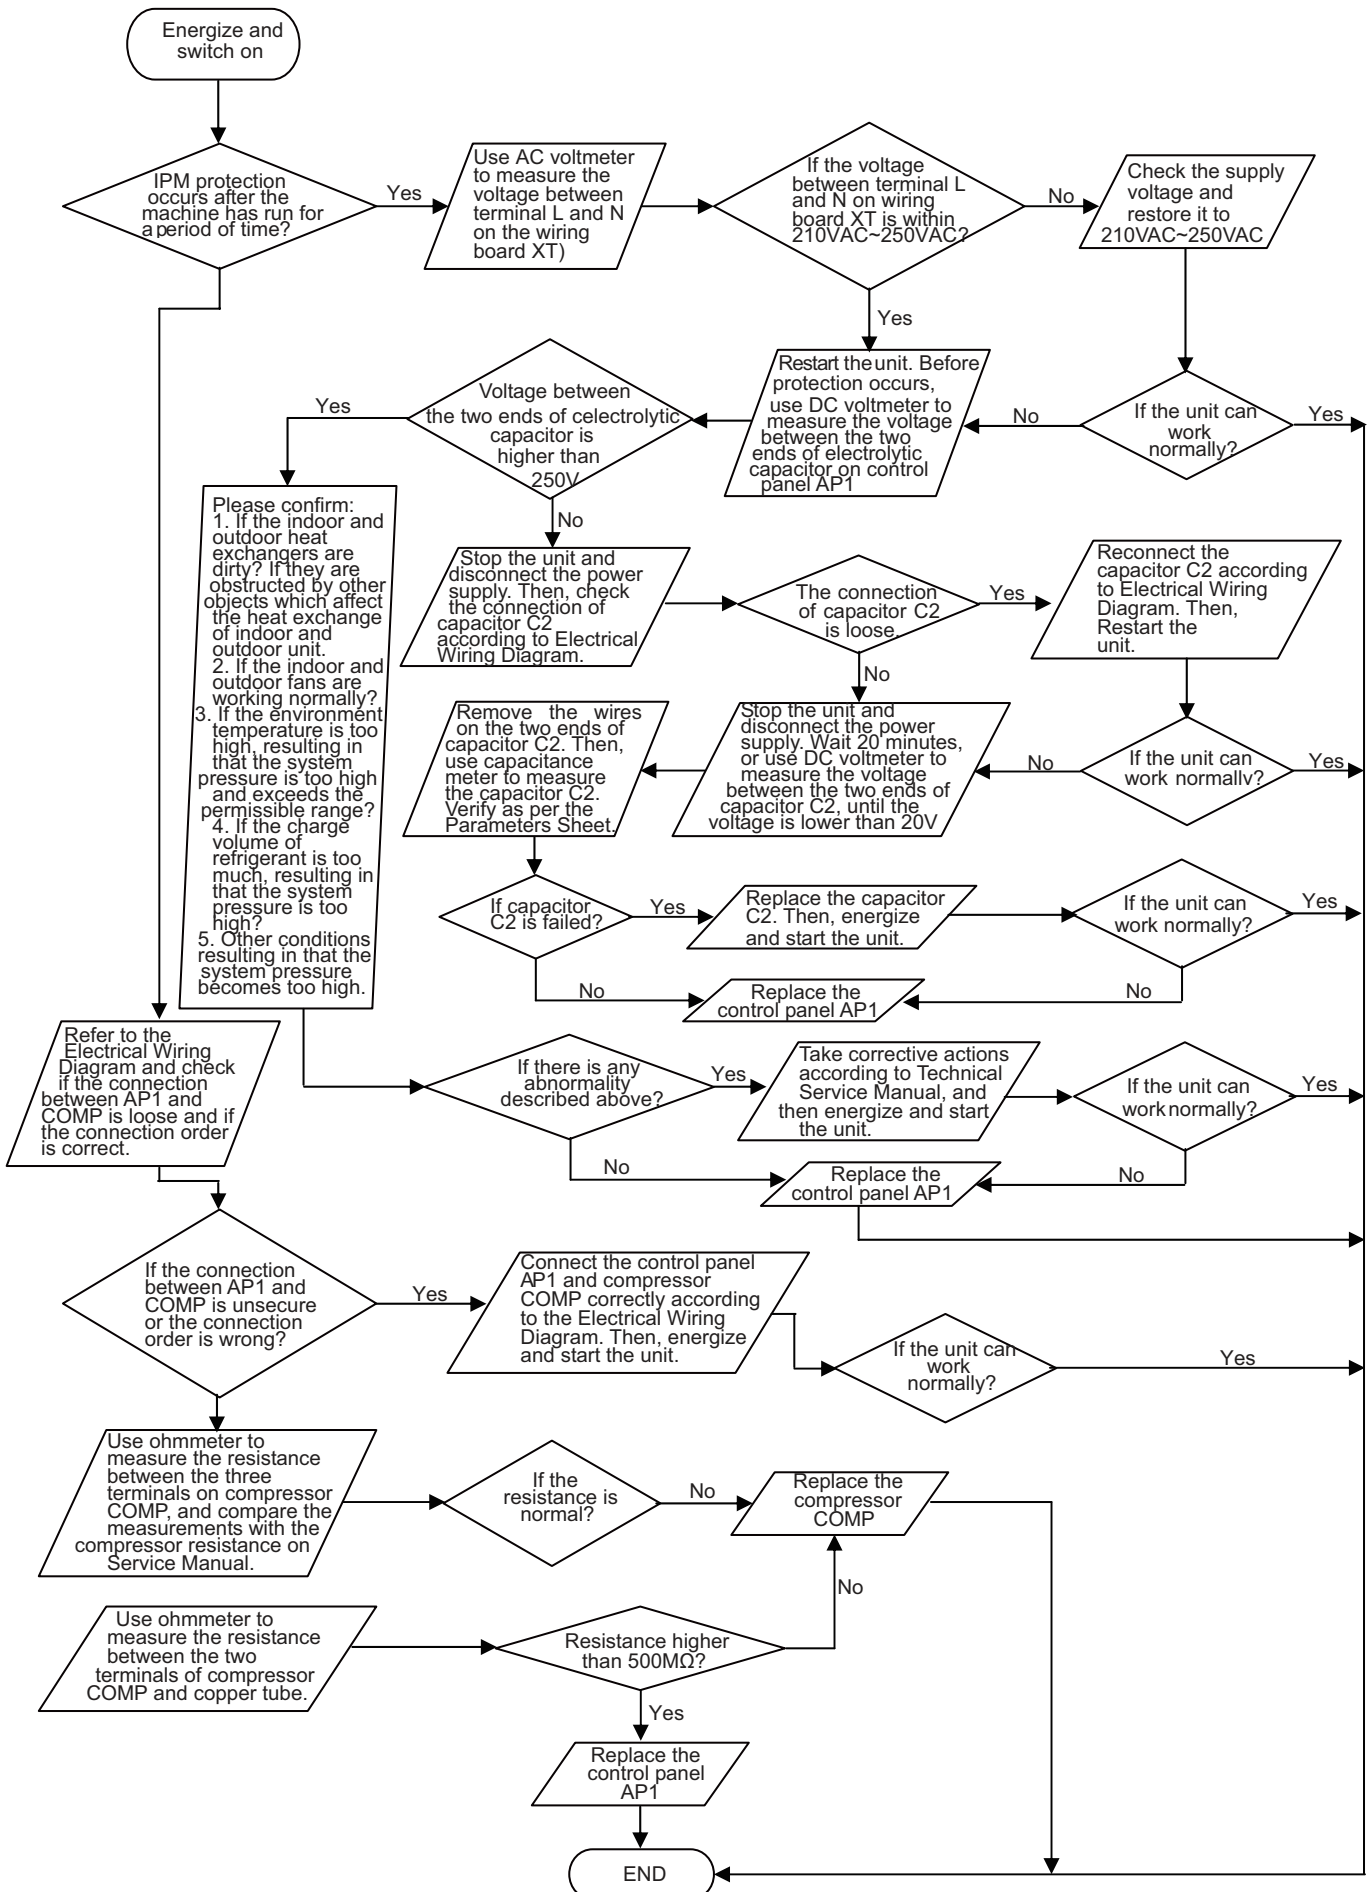 Energize and
switch on
IPM protection
occurs after the
machine has run for
a period of time?
Yes
Use AC voltmeter
to measure the
voltage between
terminal L and N
on the wiring
board XT)
If the voltage
between terminal L
and N on wiring
board XT is within
210VAC~250VAC?
No
Check the supply
voltage and
restore it to
210VAC~250VAC
Yes
Restart the unit. Before
protection occurs,
use DC voltmeter to
measure the voltage
between the two
ends of electrolytic
capacitor on control
panel AP1
No
If the unit can
work
normally?
Yes
Voltage between
the two ends of celectrolytic
capacitor is
higher than
250V
Yes
No
Please confirm:
1. If the indoor and
outdoor heat
exchangers are
dirty? If they are
obstructed by other
objects which affect
the heat exchange
of indoor and
outdoor unit.
2. If the indoor and
outdoor fans are
working normally?
3. If the environment
temperature is too
high, resulting in
that the system
pressure is too high
and exceeds the
permissible range?
4. If the charge
volume of
refrigerant is too
much, resulting in
that the system
pressure is too
high?
5. Other conditions
resulting in that the
system pressure
becomes too high.
Stop the unit and
disconnect the power
supply. Then, check
the connection of
capacitor C2
according to Electrical
Wiring Diagram.
The connection
of capacitor C2
is loose.
Yes
Reconnect the
capacitor C2 according
to Electrical Wiring
Diagram. Then,
Restart the
unit.
No
Remove the wires
on the two ends of
capacitor C2. Then,
use capacitance
meter to measure
the capacitor C2.
Verify as per the
Parameters Sheet.
Stop the unit and
disconnect the power
supply. Wait 20 minutes,
or use DC voltmeter to
measure the voltage
between the two ends of
capacitor C2, until the
voltage is lower than 20V
No
If the unit can
work normally?
Yes
If capacitor
C2 is failed?
Yes
Replace the capacitor
C2. Then, energize
and start the unit.
If the unit can
work normally?
Yes
No
Replace the
control panel AP1
No
Refer to the
Electrical Wiring
Diagram and check
if the connection
between AP1 and
COMP is loose and if
the connection order
is correct.
If there is any
abnormality
described above?
Yes
Take corrective actions
according to Technical
Service Manual, and
then energize and start
the unit.
If the unit can
work normally?
Yes
No
Replace the
control panel AP1
No
If the connection
between AP1 and
COMP is unsecure
or the connection
order is wrong?
Yes
Connect the control panel
AP1 and compressor
COMP correctly according
to the Electrical Wiring
Diagram. Then, energize
and start the unit.
If the unit can
work
normally?
Yes
Use ohmmeter to
measure the resistance
between the three
terminals on compressor
COMP, and compare the
measurements with the
compressor resistance on
Service Manual.
If the
resistance is
normal?
No
Replace the
compressor
COMP
No
Use ohmmeter to
measure the resistance
between the two
terminals of compressor
COMP and copper tube.
Resistance higher
than 500MΩ?
Yes
Replace the
control panel
AP1
END